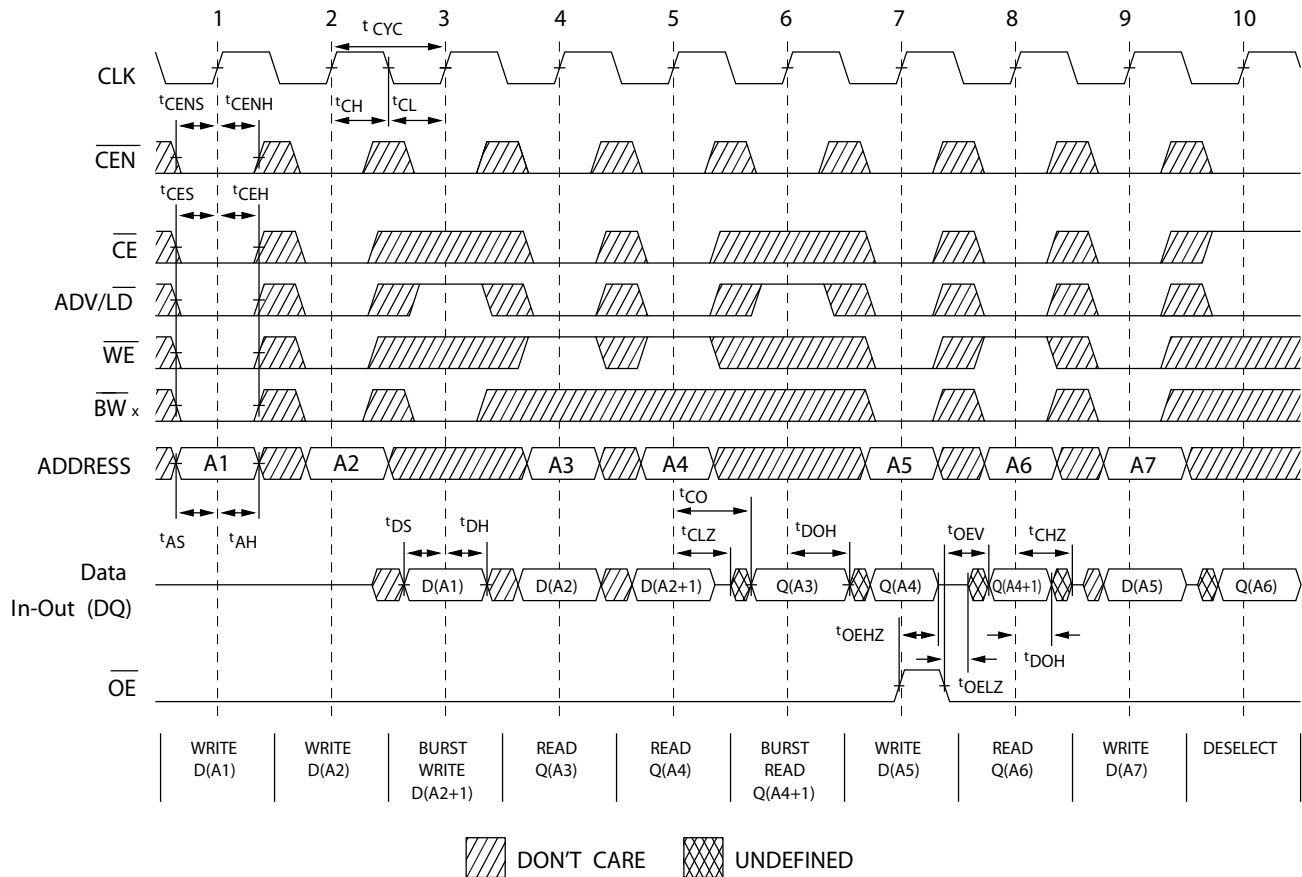 1 2 3 4 5 6 7 8 9 10
t CYC
CLK
tCENS tCENH tCH tCL
CEN
tCES tCEH
CE
ADV/LD
WE
BW x
ADDRESS A1 A2 A3 A4 A5 A6 A7
tCO
tAS tAH tDS tDH tCLZ tDOH tOEV tCHZ
Data
In-Out (DQ) D(A1) D(A2) D(A2+1) Q(A3) Q(A4) Q(A4+1) D(A5) Q(A6)
tOEHZ tDOH
tOELZ
OE
WRITE WRITE BURST READ READ BURST WRITE READ WRITE DESELECT
D(A1) D(A2) WRITE Q(A3) Q(A4) READ D(A5) Q(A6) D(A7)
D(A2+1) Q(A4+1)
DON'T CARE UNDEFINED